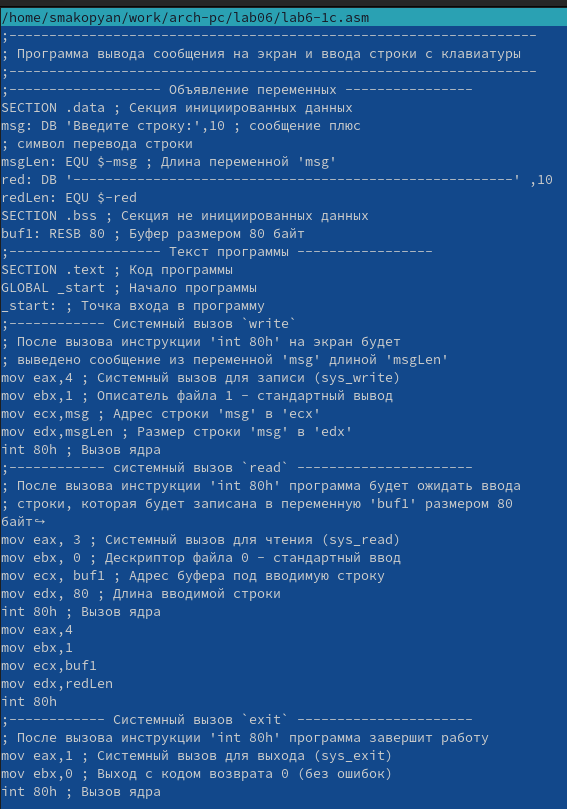 /home/smakopyan/work/arch-pc/lab06/lab6-1c.asm
;-----------------------------------------------------------------
; Программа вывода сообщения на экран и ввода строки с клавиатуры
;-----------------------------------------------------------------
;------------------- Объявление переменных ----------------
SECTION .data ; Секция инициированных данных
msg: DB 'Введите строку:',10 ; сообщение плюс
; символ перевода строки
msgLen: EQU $-msg ; Длина переменной 'msg'
red: DB '------------------------------------------------------' ,10
redLen: EQU $-red
SECTION .bss ; Секция не инициированных данных
buf1: RESB 80 ; Буфер размером 80 байт
;------------------- Текст программы -----------------
SECTION .text ; Код программы
GLOBAL _start ; Начало программы
_start: ; Точка входа в программу
;------------ Системный вызов `write`
; После вызова инструкции 'int 80h' на экран будет
; выведено сообщение из переменной 'msg' длиной 'msgLen'
mov eax,4 ; Системный вызов для записи (sys_write)
mov ebx,1 ; Описатель файла 1 - стандартный вывод
mov ecx,msg ; Адрес строки 'msg' в 'ecx'
mov edx,msgLen ; Размер строки 'msg' в 'edx'
int 80h ; Вызов ядра
;------------ системный вызов `read` ----------------------
; После вызова инструкции 'int 80h' программа будет ожидать ввода
; строки, которая будет записана в переменную 'buf1' размером 80
байт↪
mov eax, 3 ; Системный вызов для чтения (sys_read)
mov ebx, 0 ; Дескриптор файла 0 - стандартный ввод
mov ecx, buf1 ; Адрес буфера под вводимую строку
mov edx, 80 ; Длина вводимой строки
int 80h ; Вызов ядра
mov eax,4
mov ebx,1
mov ecx,buf1
mov edx,redLen
int 80h
;------------ Системный вызов `exit` ----------------------
; После вызова инструкции 'int 80h' программа завершит работу
mov eax,1 ; Системный вызов для выхода (sys_exit)
mov ebx,0 ; Выход с кодом возврата 0 (без ошибок)
int 80h ; Вызов ядра